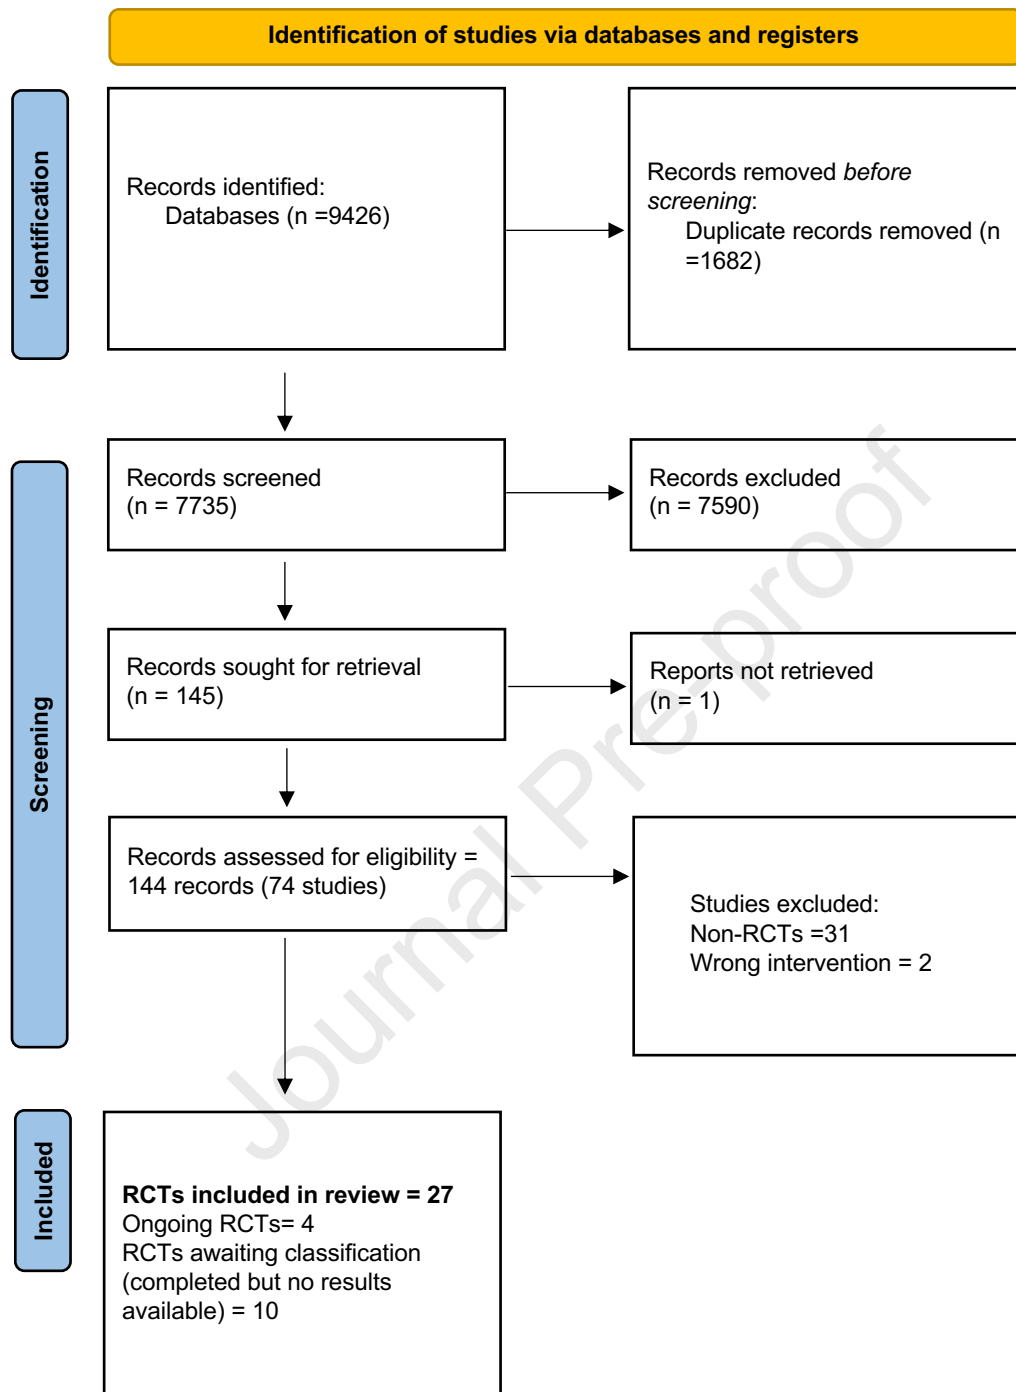 Identification of studies via databases and registers
Identification
Records identified:
Databases (n =9426)
Records removed before
screening:
Duplicate records removed (n
=1682)
Screening
Records screened
(n = 7735)
Records excluded
(n = 7590)
Records sought for retrieval
(n = 145)
Reports not retrieved
(n = 1)
Records assessed for eligibility =
144 records (74 studies)
Studies excluded:
Non-RCTs =31
Wrong intervention = 2
Included
RCTs included in review = 27
Ongoing RCTs= 4
RCTs awaiting classification
(completed but no results
available) = 10
Journal Pre-proof